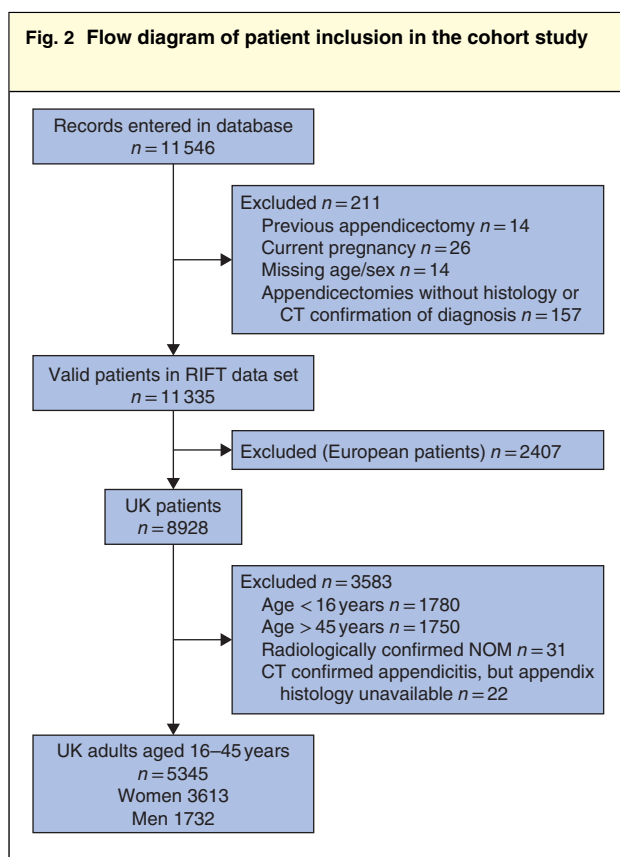 Fig. 2 Flow diagram of patient inclusion in the cohort study
Records entered in database
n = 11 546
Excluded n = 211
Previous appendicectomy n = 14
Current pregnancy n = 26
Missing age/sex n = 14
Appendicectomies without histology or
CT confirmation of diagnosis n = 157
Valid patients in RIFT data set
n = 11 335
Excluded (European patients) n = 2407
UK patients
n = 8928
Excluded n = 3583
Age < 16 years n = 1780
Age > 45 years n = 1750
Radiologically confirmed NOM n = 31
CT confirmed appendicitis, but appendix
histology unavailable n = 22
UK adults aged 16–45 years
n = 5345
Women 3613
Men 1732